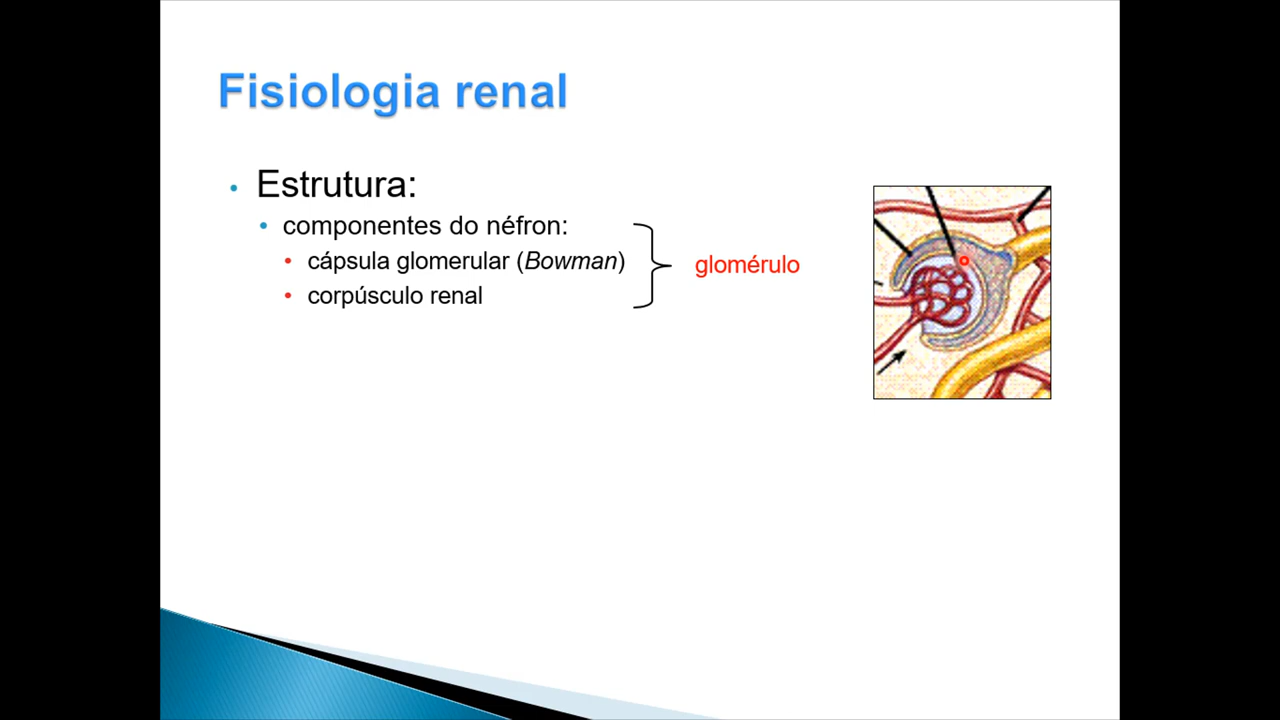 Fisiologia renal
• Estrutura:
• componentes do néfron:
• cápsula glomerular (Bowman)
• corpúsculo renal
glomérulo